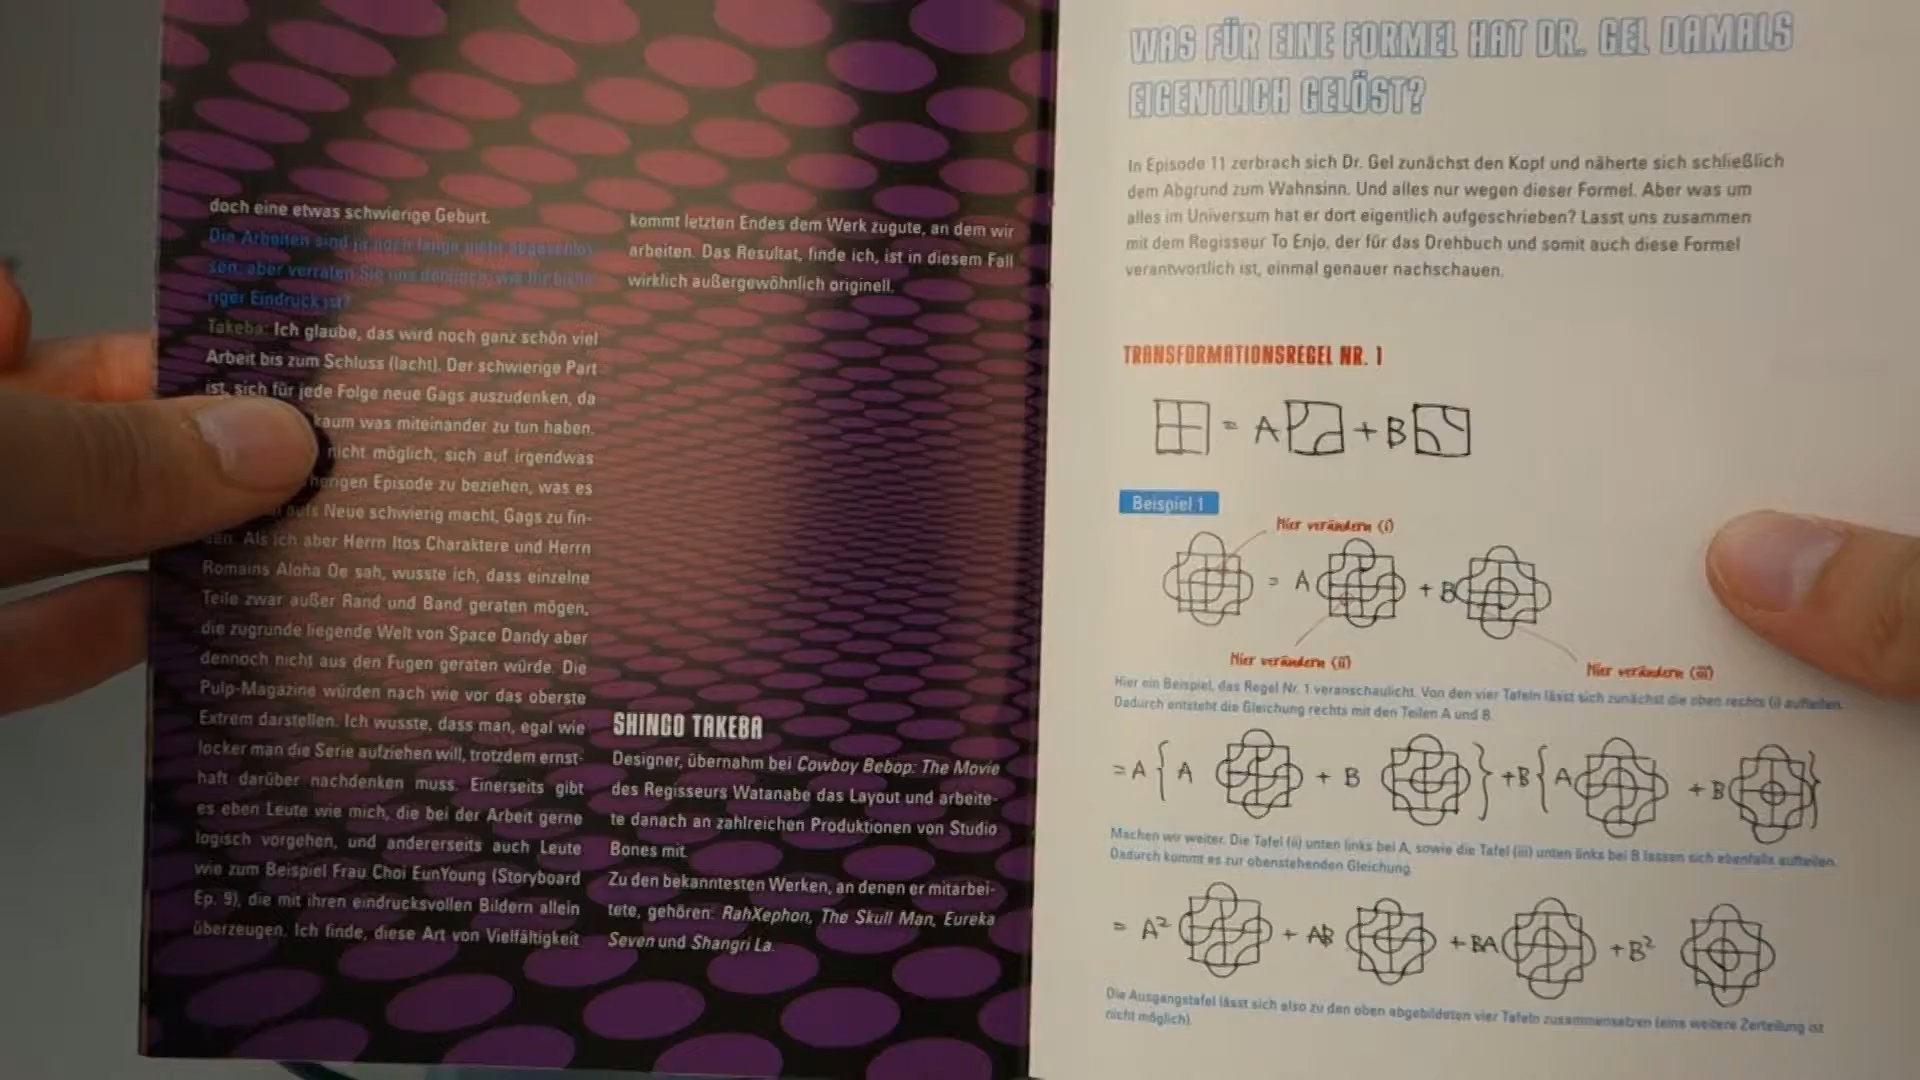 doch eine etwas schwierige Geburt.
Die Arbeiten sind ja noch lange nicht abgeschlos-
sen, aber verraten Sie uns dennoch, wie Ihr bishe-
riger Eindruck ist?
Takeba: Ich glaube, das wird noch ganz schön viel
Arbeit bis zum Schluss (lacht). Der schwierige Part
ist, sich für jede Folge neue Gags auszudenken, da
kaum was miteinander zu tun haben.
nicht möglich, sich auf irgendwas
herigen Episode zu beziehen, was es
aufs Neue schwierig macht, Gags zu fin-
den. Als ich aber Herrn Itos Charaktere und Herrn
Romains Aloha Oe sah, wusste ich, dass einzelne
Teile zwar außer Rand und Band geraten mögen,
die zugrunde liegende Welt von Space Dandy aber
dennoch nicht aus den Fugen geraten würde. Die
Pulp-Magazine würden nach wie vor das oberste
Extrem darstellen. Ich wusste, dass man, egal wie
locker man die Serie aufziehen will, trotzdem ernst-
haft darüber nachdenken muss. Einerseits gibt
es eben Leute wie mich, die bei der Arbeit gerne
logisch vorgehen, und andererseits auch Leute
wie zum Beispiel Frau Choi EunYoung (Storyboard
Ep. 9), die mit ihren eindrucksvollen Bildern allein
überzeugen. Ich finde, diese Art von Vielfältigkeit
kommt letzten Endes dem Werk zugute, an dem wir
arbeiten. Das Resultat, finde ich, ist in diesem Fall
wirklich außergewöhnlich originell.
SHINGO TAKEBA
Designer, übernahm bei Cowboy Bebop: The Movie
des Regisseurs Watanabe das Layout und arbeite-
te danach an zahlreichen Produktionen von Studio
Bones mit.
Zu den bekanntesten Werken, an denen er mitarbei-
tete, gehören: RahXephon, The Skull Man, Eureka
Seven und Shangri La.
WAS FÜR EINE FORMEL HAT DR. GEL DAMALS
EIGENTLICH GELÖST?
In Episode 11 zerbrach sich Dr. Gel zunächst den Kopf und näherte sich schließlich
dem Abgrund zum Wahnsinn. Und alles nur wegen dieser Formel. Aber was um
alles im Universum hat er dort eigentlich aufgeschrieben? Lasst uns zusammen
mit dem Regisseur To Enjo, der für das Drehbuch und somit auch diese Formel
verantwortlich ist, einmal genauer nachschauen.
TRANSFORMATIONSREGEL NR. 1
= A + B
Beispiel 1
Hier verändern (i)
= A + B
Hier verändern (ii)
Hier verändern (iii)
Hier ein Beispiel, das Regel Nr. 1 veranschaulicht. Von den vier Tafeln lässt sich zunächst die oben rechts (i) aufteilen.
Dadurch entsteht die Gleichung rechts mit den Teilen A und B.
= A { A + B } + B { A + B }
Machen wir weiter. Die Tafel (ii) unten links bei A, sowie die Tafel (iii) unten links bei B lassen sich ebenfalls aufteilen.
Dadurch kommt es zur obenstehenden Gleichung.
= A² + AB + BA + B²
Die Ausgangstafel lässt sich also zu den oben abgebildeten vier Tafeln zusammensetzen (eine weitere Zerteilung ist
nicht möglich).